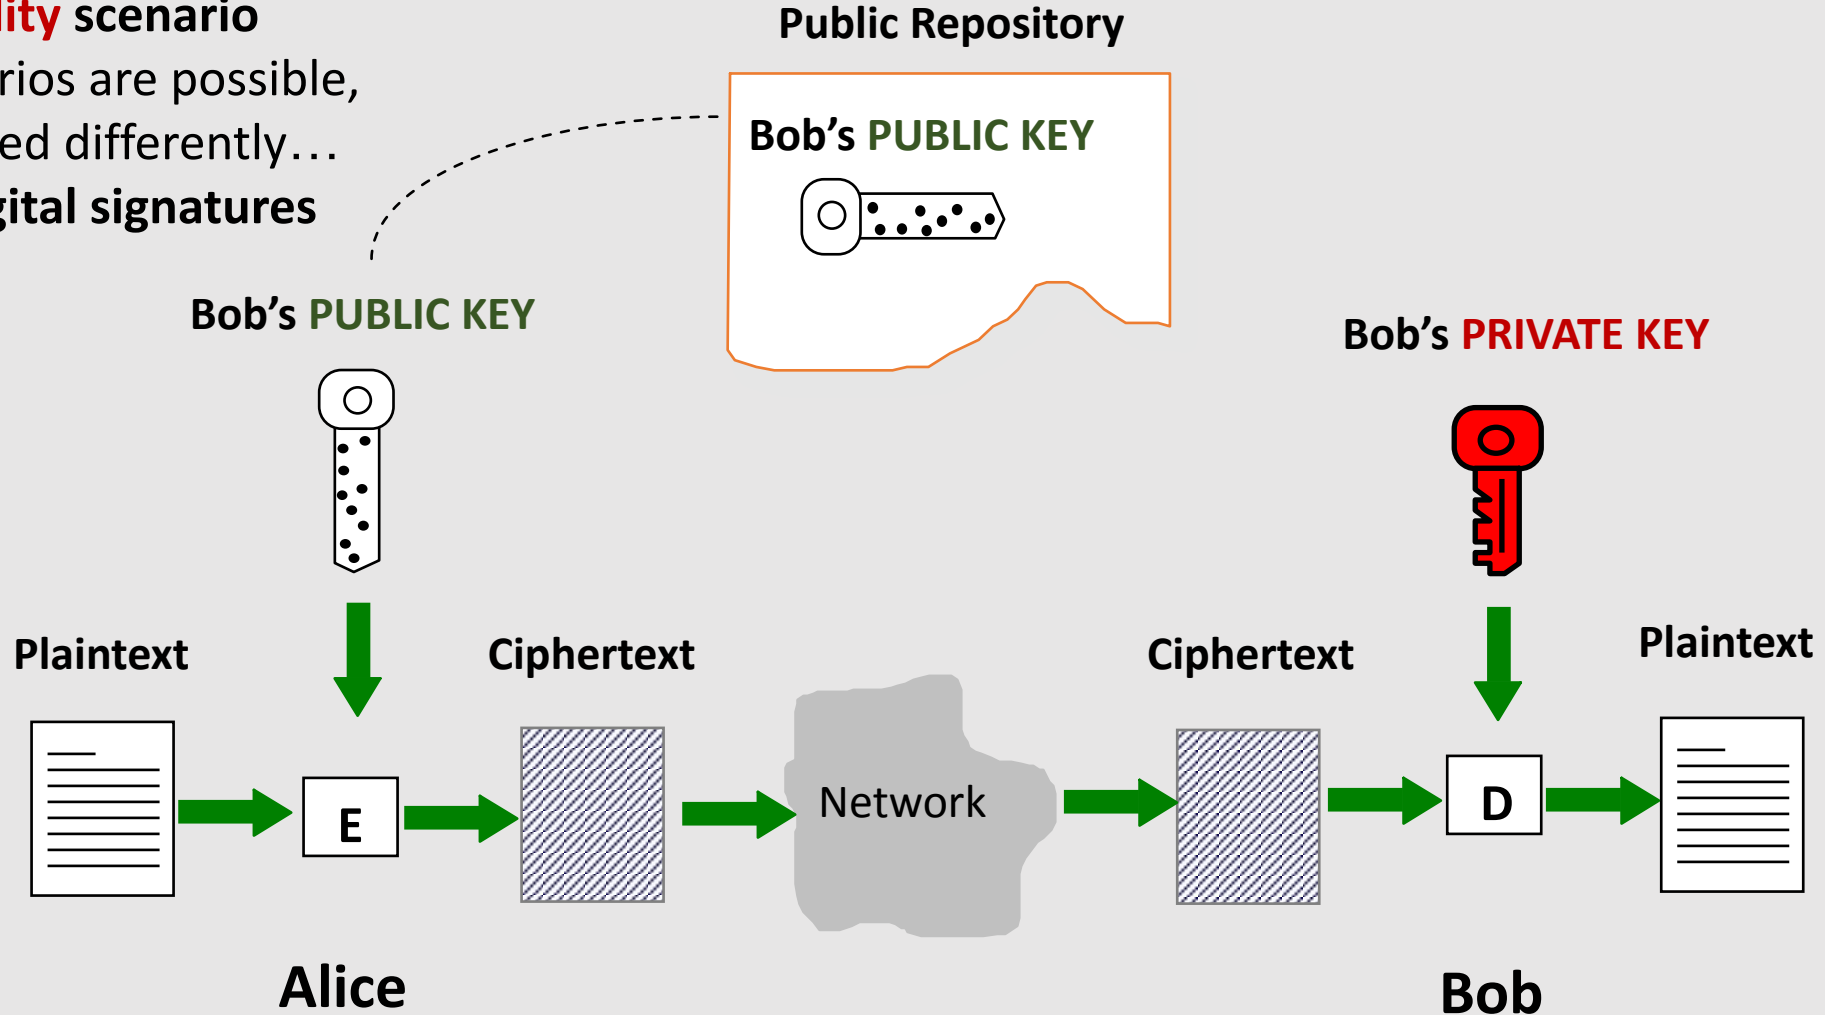 lity scenario
rios are possible,
ed differently…
gital signatures
Public Repository
Bob's PUBLIC KEY
Bob's PUBLIC KEY
Bob's PRIVATE KEY
Plaintext
Ciphertext
Ciphertext
Plaintext
E
Network
D
Alice
Bob